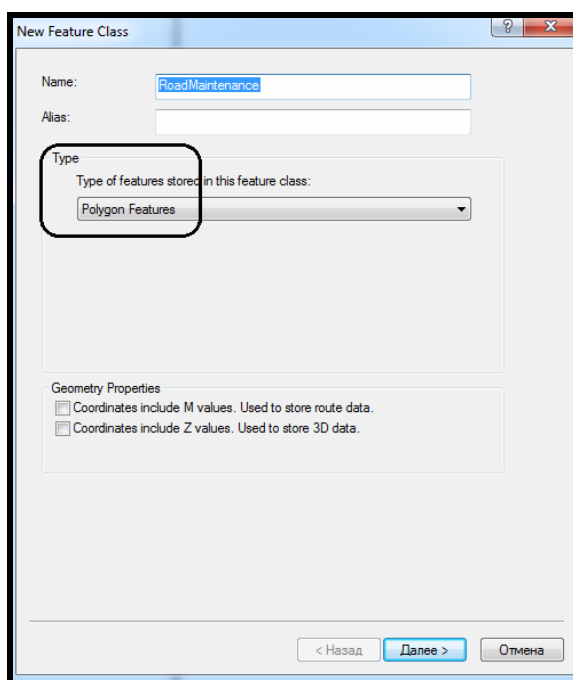 New Feature Class
Name:
RoadMaintenance
Alias:
Type
Type of features stored in this feature class:
Polygon Features
Geometry Properties
Coordinates include M values. Used to store route data.
Coordinates include Z values. Used to store 3D data.
< Назад Далее > Отмена